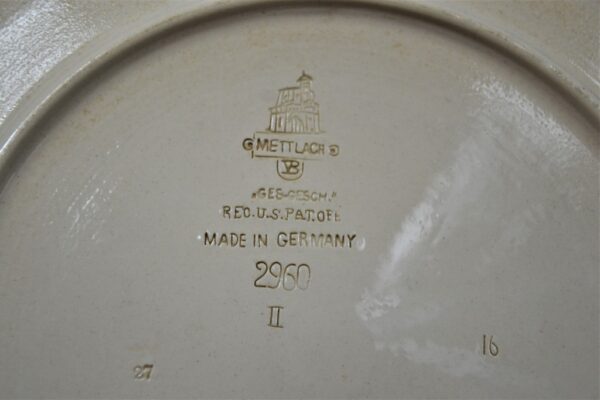 METTLACH
VB
„GES-GESCH."
REG.U.S.PAT.OFF.
MADE IN GERMANY
2960
II
16
27